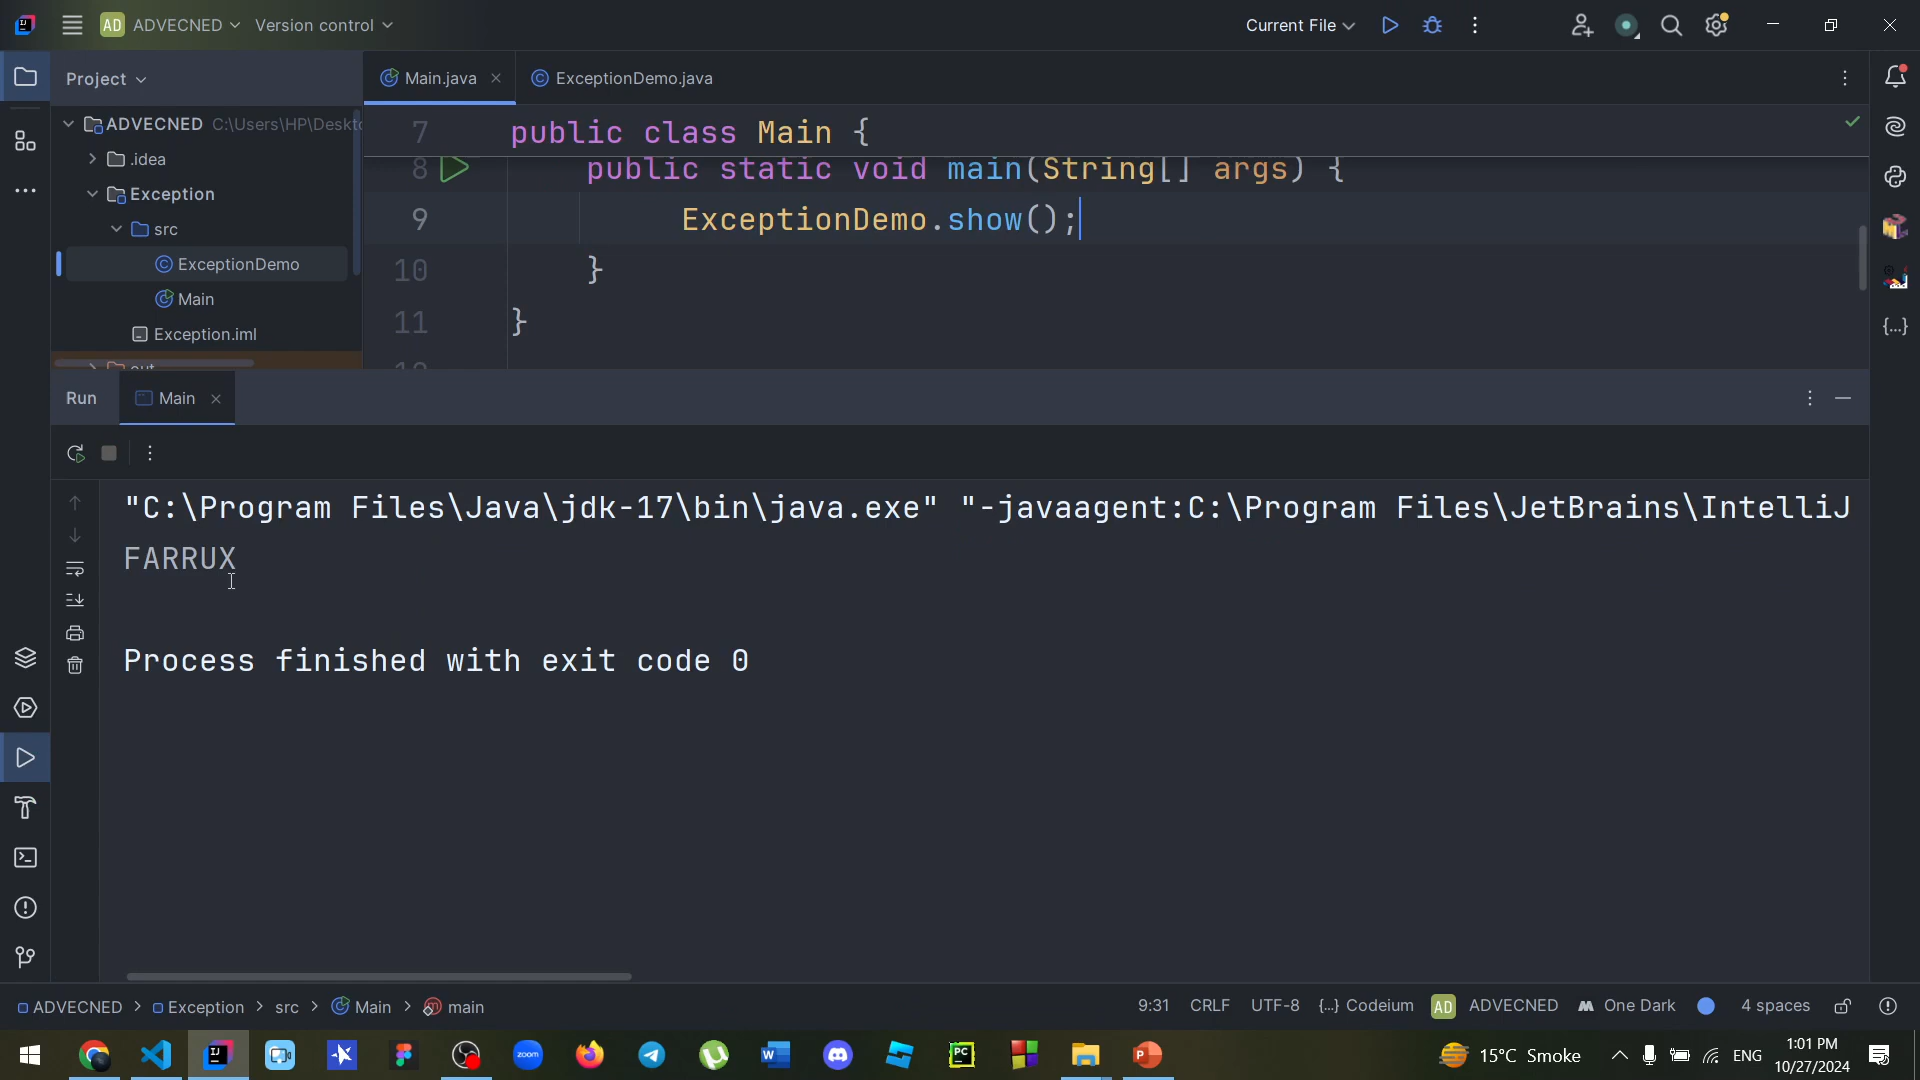 AD ADVECNED Version control Current File
Project Main.java ExceptionDemo.java
ADVECNED C:\Users\HP\Deskt
.idea
Exception
src
ExceptionDemo
Main
Exception.iml
out
7 public class Main {
8 public static void main(String[] args) {
9 ExceptionDemo.show();
10 }
11 }
12
Run Main
"C:\Program Files\Java\jdk-17\bin\java.exe" "-javaagent:C:\Program Files\JetBrains\IntelliJ
FARRUX
Process finished with exit code 0
ADVECNED > Exception > src > Main > main 9:31 CRLF UTF-8 {...} Codeium AD ADVECNED One Dark 4 spaces
15°C Smoke ENG 1:01 PM
10/27/2024